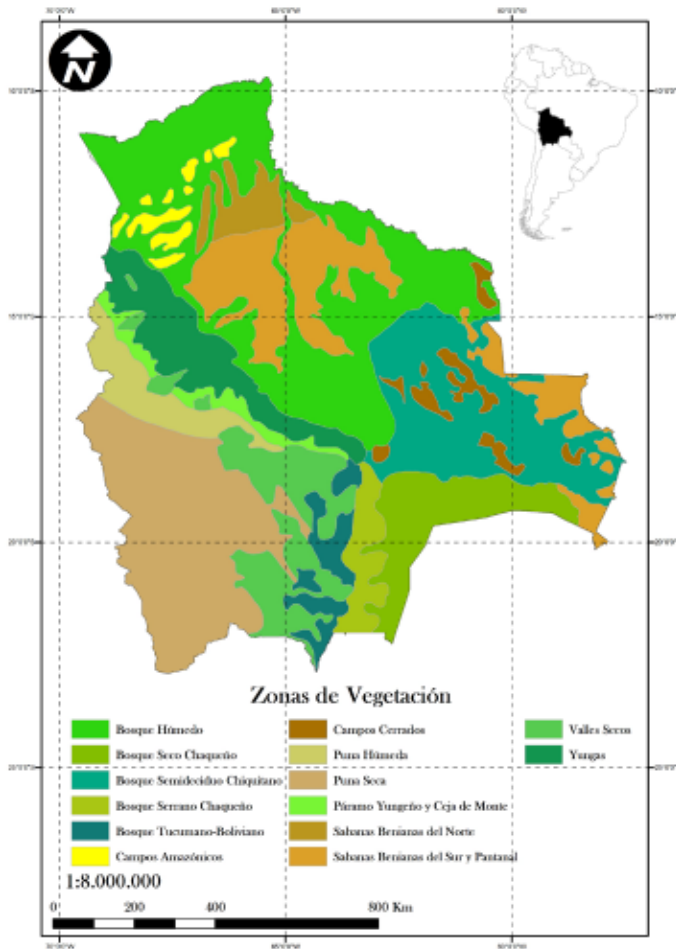 N
Zonas de Vegetación
Bosque Húmedo
Bosque Seco Chaqueño
Bosque Semideciduo Chiquitano
Bosque Serrano Chaqueño
Bosque Tucumano-Boliviano
Campos Amazónicos
Campos Cerrados
Puna Húmeda
Puna Seca
Páramo Yungeño y Ceja de Monte
Sabanas Benianas del Norte
Sabanas Benianas del Sur y Pantanal
Valles Secos
Yungas
1:8.000.000
0 200 400 800 Km